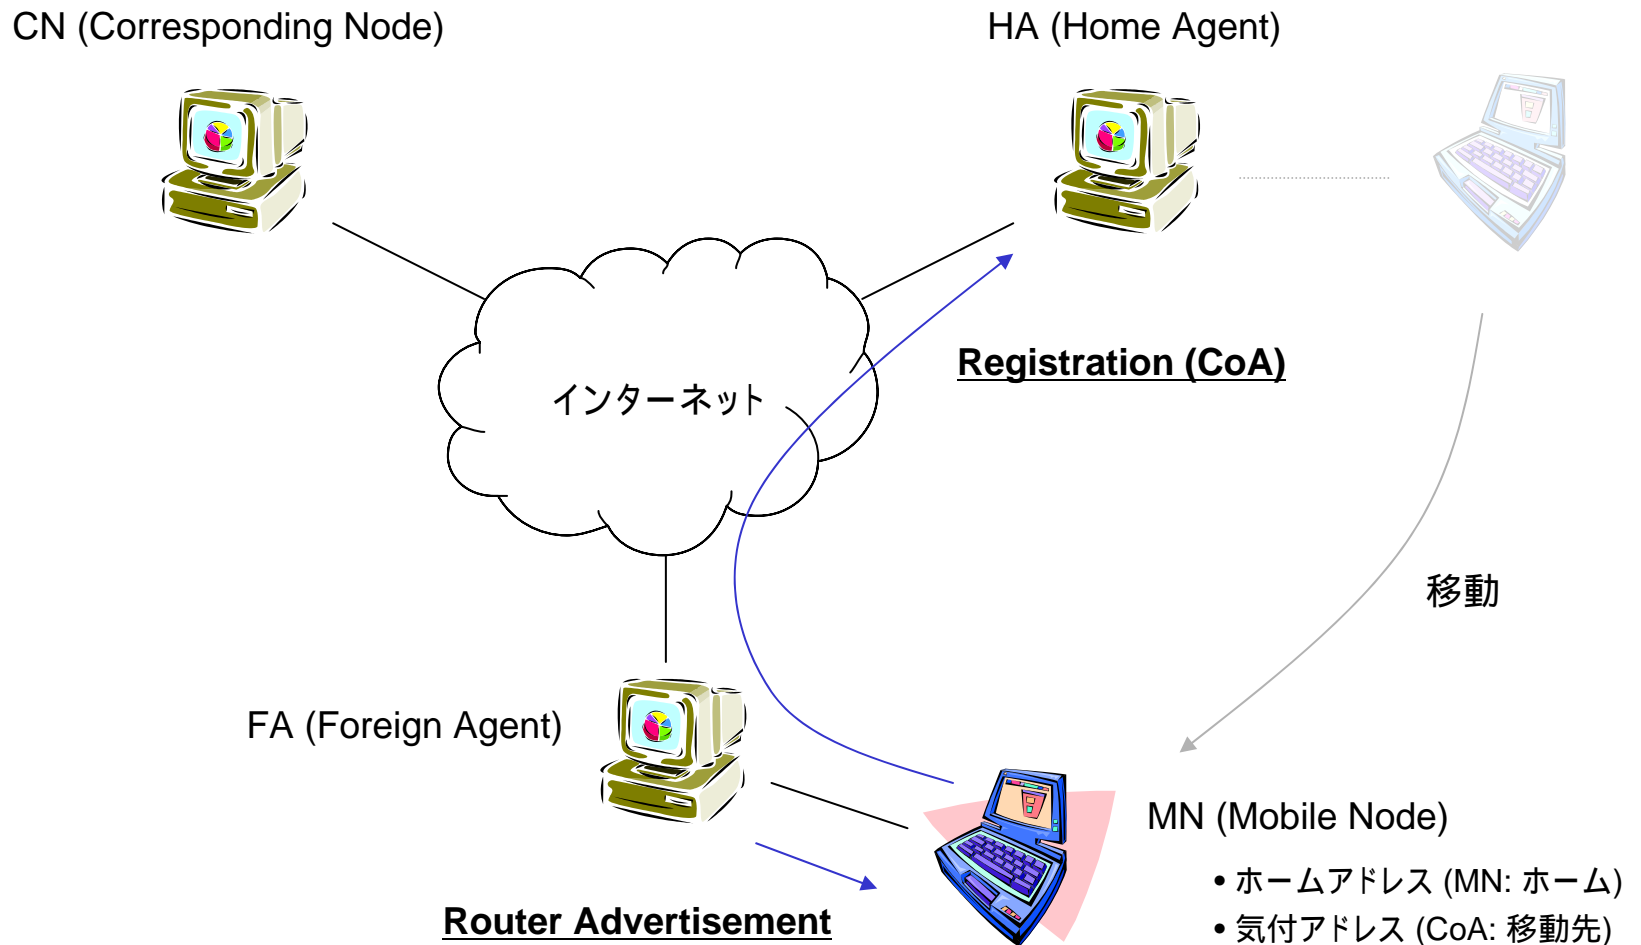 CN (Corresponding Node)
HA (Home Agent)
Registration (CoA)
インターネット
移動
FA (Foreign Agent)
MN (Mobile Node)
• ホームアドレス (MN: ホーム)
• 気付アドレス (CoA: 移動先)
Router Advertisement